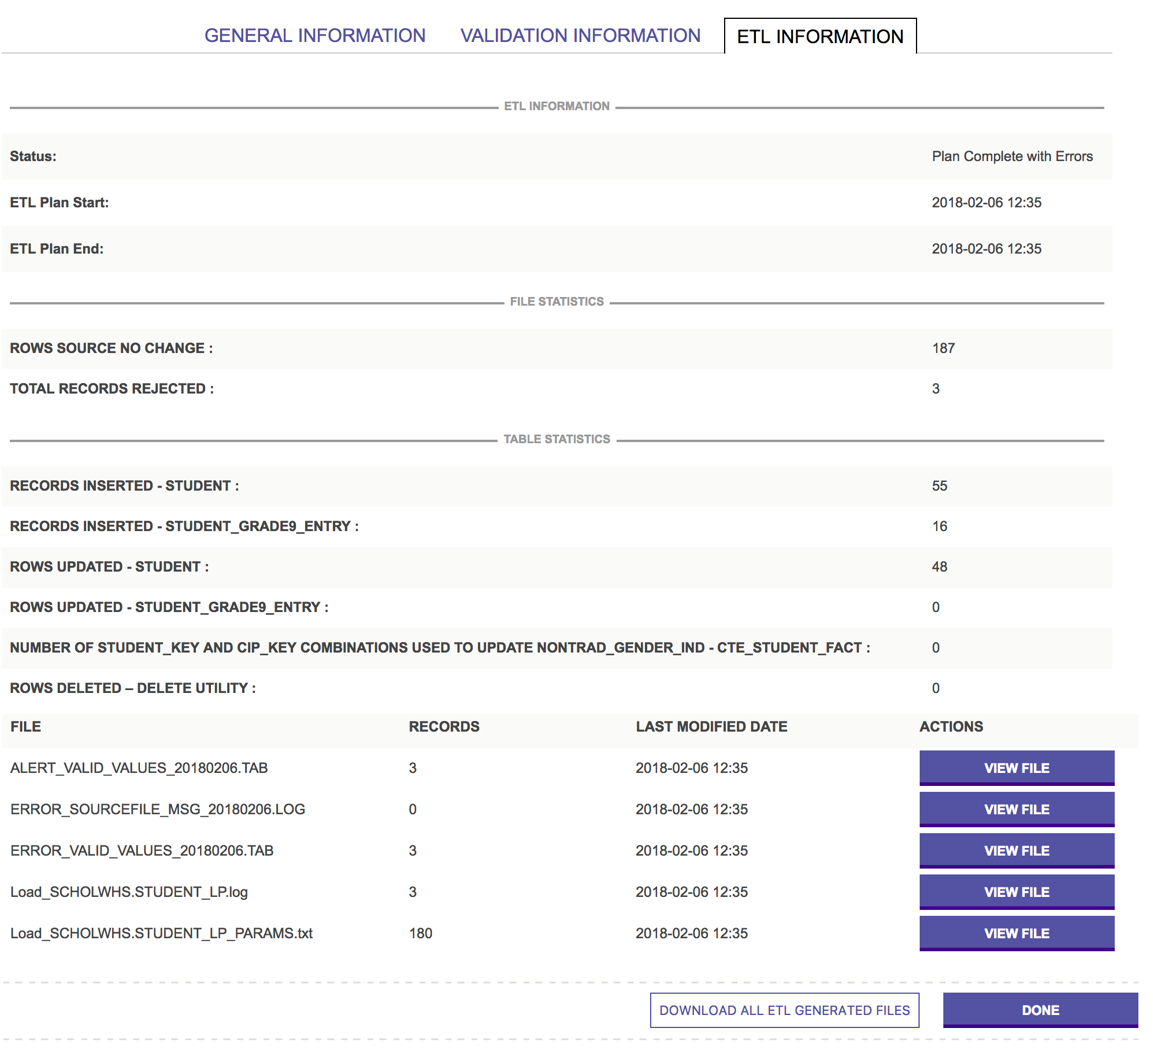 GENERAL INFORMATION VALIDATION INFORMATION ETL INFORMATION
ETL INFORMATION
Status: Plan Complete with Errors
ETL Plan Start: 2018-02-06 12:35
ETL Plan End: 2018-02-06 12:35
FILE STATISTICS
ROWS SOURCE NO CHANGE : 187
TOTAL RECORDS REJECTED : 3
TABLE STATISTICS
RECORDS INSERTED - STUDENT : 55
RECORDS INSERTED - STUDENT_GRADE9_ENTRY : 16
ROWS UPDATED - STUDENT : 48
ROWS UPDATED - STUDENT_GRADE9_ENTRY : 0
NUMBER OF STUDENT_KEY AND CIP_KEY COMBINATIONS USED TO UPDATE NONTRAD_GENDER_IND - CTE_STUDENT_FACT : 0
ROWS DELETED – DELETE UTILITY : 0
FILE RECORDS LAST MODIFIED DATE ACTIONS
ALERT_VALID_VALUES_20180206.TAB 3 2018-02-06 12:35 VIEW FILE
ERROR_SOURCEFILE_MSG_20180206.LOG 0 2018-02-06 12:35 VIEW FILE
ERROR_VALID_VALUES_20180206.TAB 3 2018-02-06 12:35 VIEW FILE
Load_SCHOLWHS.STUDENT_LP.log 3 2018-02-06 12:35 VIEW FILE
Load_SCHOLWHS.STUDENT_LP_PARAMS.txt 180 2018-02-06 12:35 VIEW FILE
DOWNLOAD ALL ETL GENERATED FILES DONE